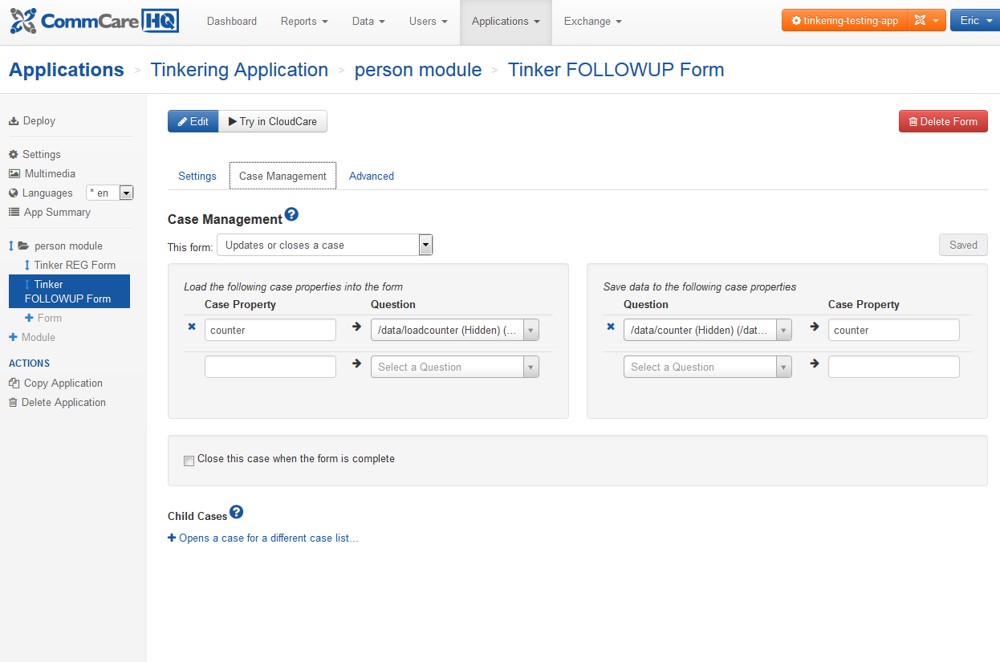 CommCare HQ Dashboard Reports Data Users Applications Exchange tinkering-testing-app Eric
Applications > Tinkering Application > person module > Tinker FOLLOWUP Form
Deploy
Settings
Multimedia
Languages * en
App Summary
person module
Tinker REG Form
Tinker
FOLLOWUP Form
Form
Module
ACTIONS
Copy Application
Delete Application
Edit Try in CloudCare Delete Form
Settings Case Management Advanced
Case Management ?
This form: Updates or closes a case Saved
Load the following case properties into the form
Case Property Question
counter /data/loadcounter (Hidden) (...
Select a Question
Save data to the following case properties
Question Case Property
/data/counter (Hidden) (/dat... counter
Select a Question
Close this case when the form is complete
Child Cases ?
Opens a case for a different case list...